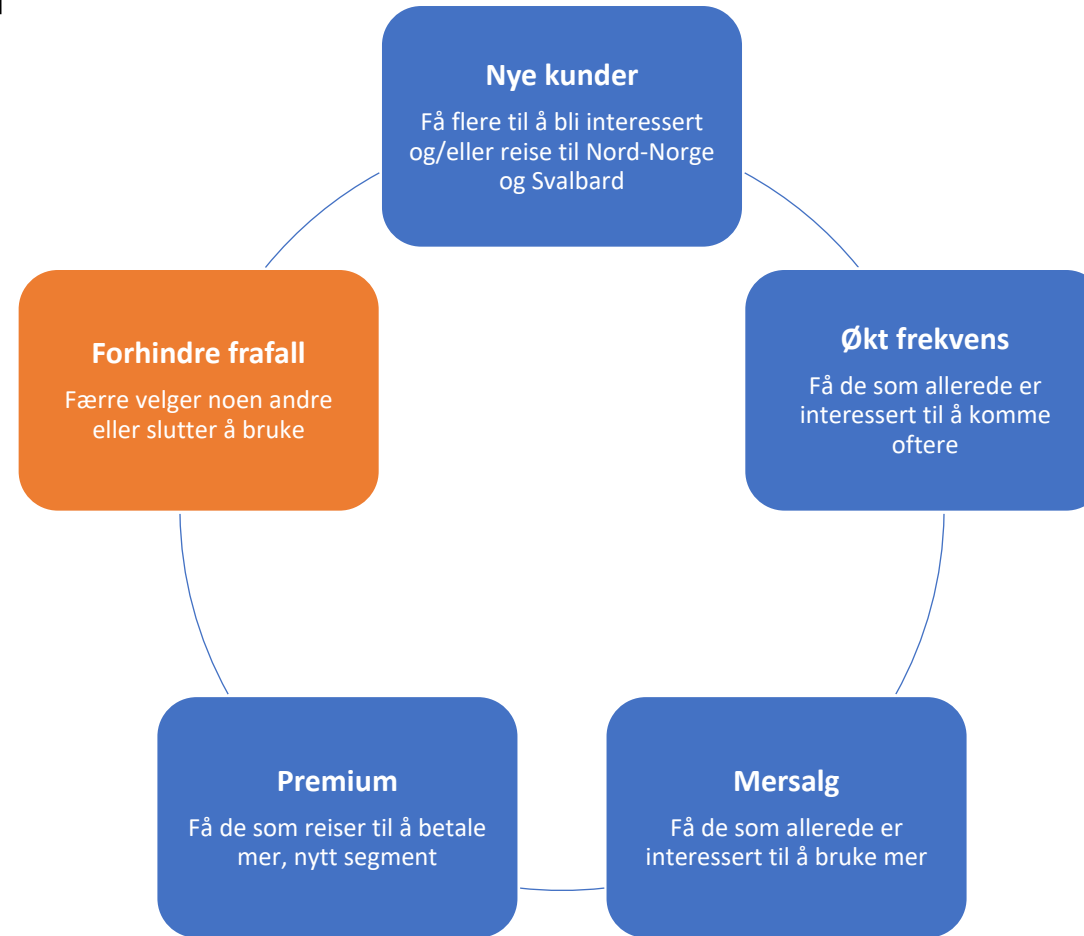 Nye kunder
Få flere til å bli interessert
og/eller reise til Nord-Norge
og Svalbard
Økt frekvens
Få de som allerede er
interessert til å komme
oftere
Mersalg
Få de som allerede er
interessert til å bruke mer
Premium
Få de som reiser til å betale
mer, nytt segment
Forhindre frafall
Færre velger noen andre
eller slutter å bruke